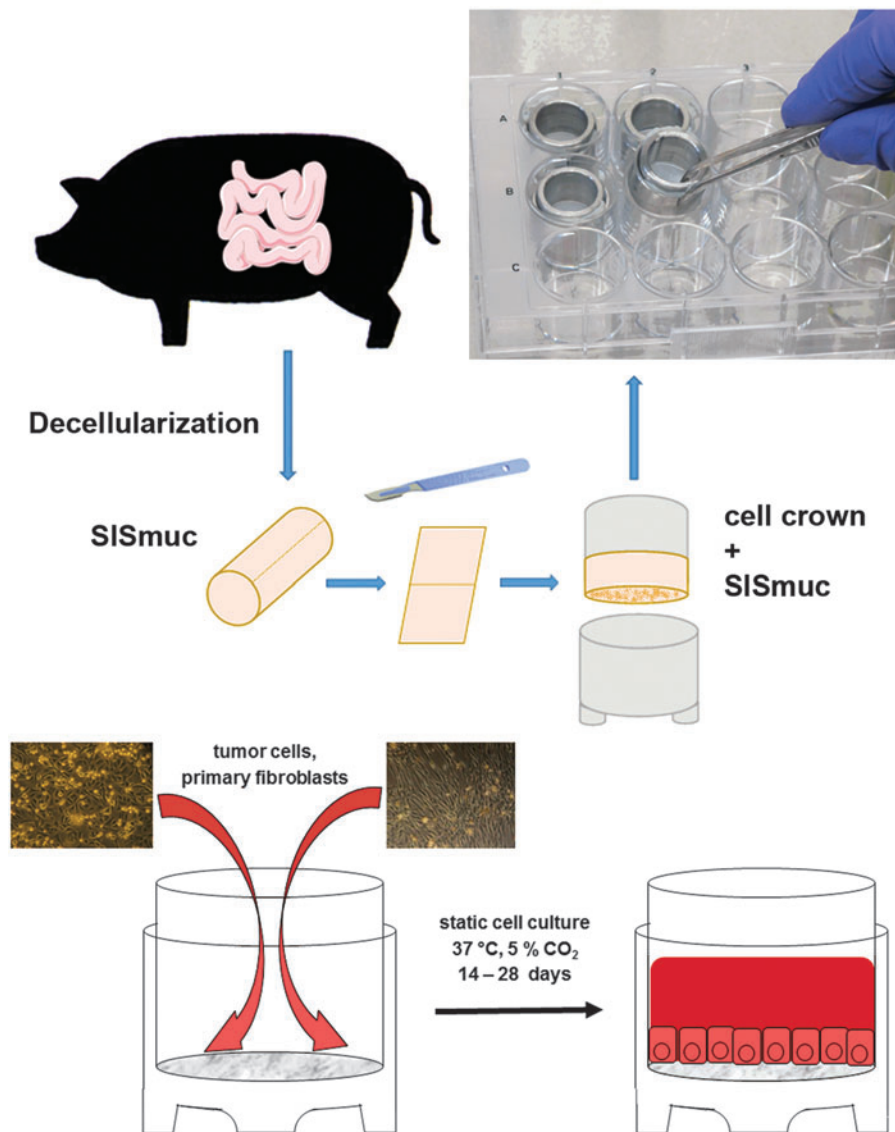 1
2
3
A
B
C
Decellularization
SISmuc
cell crown
+
SISmuc
tumor cells,
primary fibroblasts
static cell culture
37 °C, 5 % CO₂
14 – 28 days